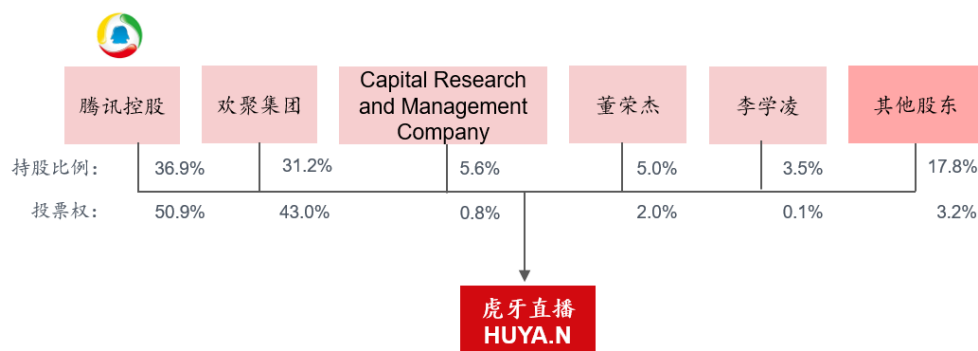 腾讯控股 欢聚集团 Capital Research and Management Company 董荣杰 李学凌 其他股东
持股比例: 36.9% 31.2% 5.6% 5.0% 3.5% 17.8%
投票权: 50.9% 43.0% 0.8% 2.0% 0.1% 3.2%
虎牙直播
HUYA.N